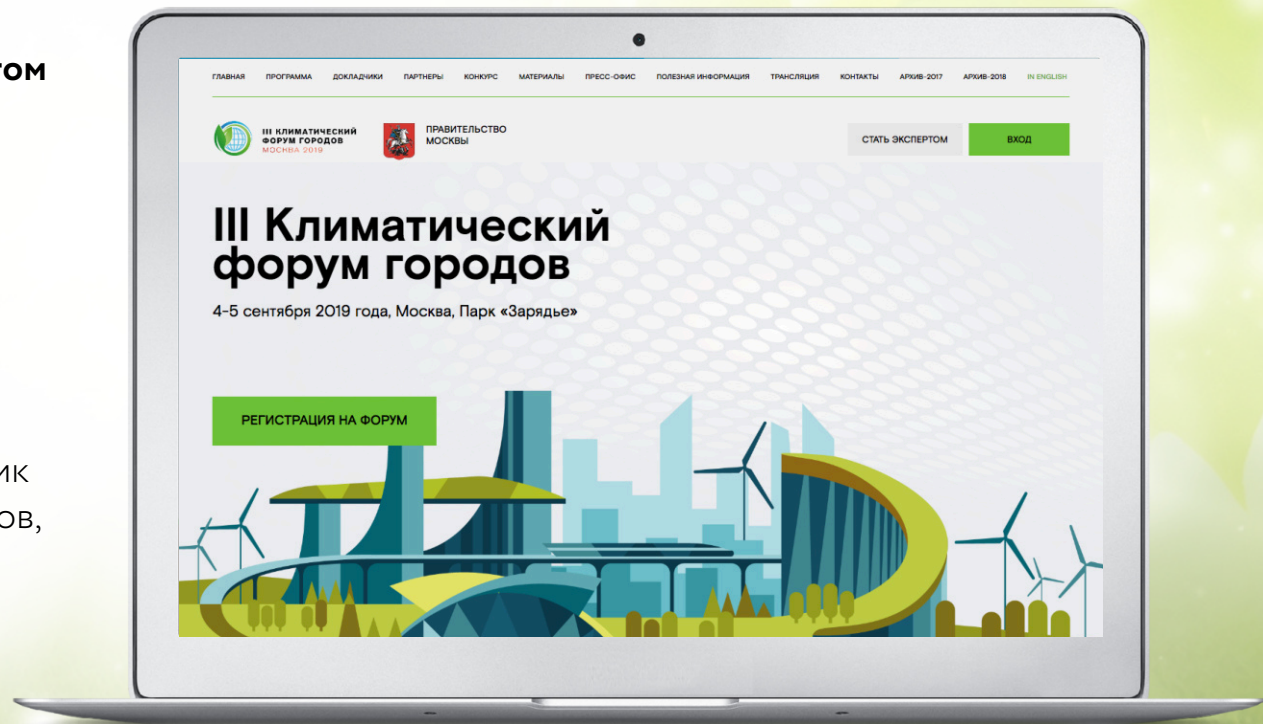 том
ик
ов,
ГЛАВНАЯ ПРОГРАММА ДОКЛАДЧИКИ ПАРТНЕРЫ КОНКУРС МАТЕРИАЛЫ ПРЕСС-ОФИС ПОЛЕЗНАЯ ИНФОРМАЦИЯ ТРАНСЛЯЦИЯ КОНТАКТЫ АРХИВ-2017 АРХИВ-2018 IN ENGLISH
III КЛИМАТИЧЕСКИЙ
ФОРУМ ГОРОДОВ
МОСКВА 2019
ПРАВИТЕЛЬСТВО
МОСКВЫ
СТАТЬ ЭКСПЕРТОМ
ВХОД
III Климатический
форум городов
4-5 сентября 2019 года, Москва, Парк «Зарядье»
РЕГИСТРАЦИЯ НА ФОРУМ